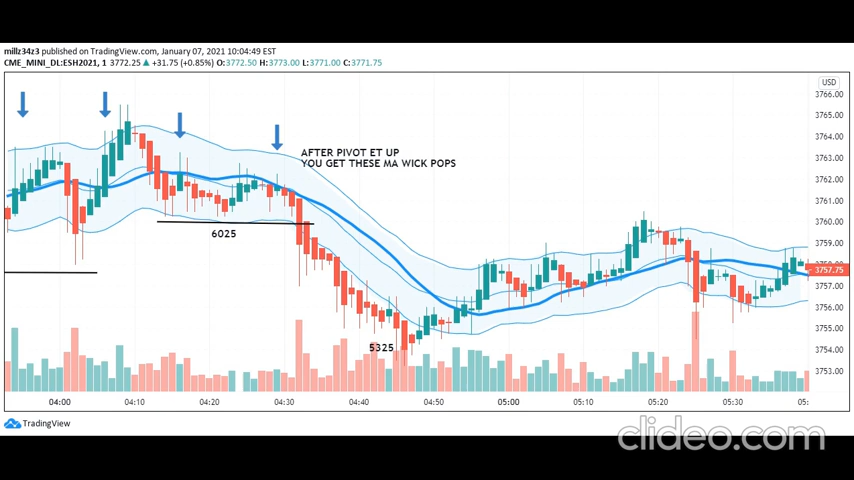 millz34z3 published on TradingView.com, January 07, 2021 10:04:49 EST
CME_MINI_DL:ESH2021, 1 3772.25 ▲ +31.75 (+0.85%) O:3772.50 H:3773.00 L:3771.00 C:3771.75
USD
3766.00
3765.00
3764.00
AFTER PIVOT ET UP
YOU GET THESE MA WICK POPS
3763.00
3762.00
3761.00
3760.00
6025
3759.00
3757.75
3757.00
3756.00
3755.00
5325
3754.00
3753.00
04:00 04:10 04:20 04:30 04:40 04:50 05:00 05:10 05:20 05:30 05:
TradingView
clideo.com